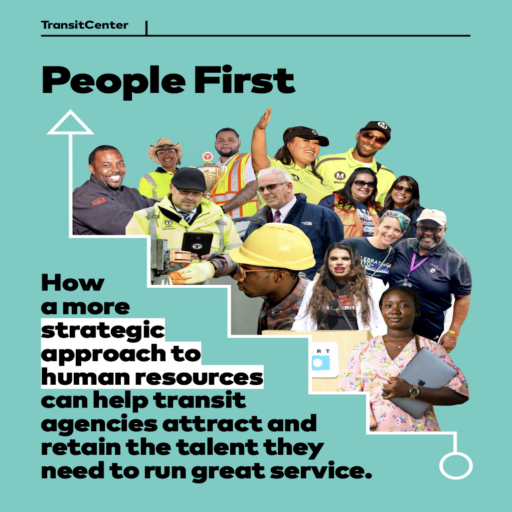 TransitCenter
People First
How
a more
strategic
approach to
human resources
can help transit
agencies attract and
retain the talent they
need to run great service.
R T